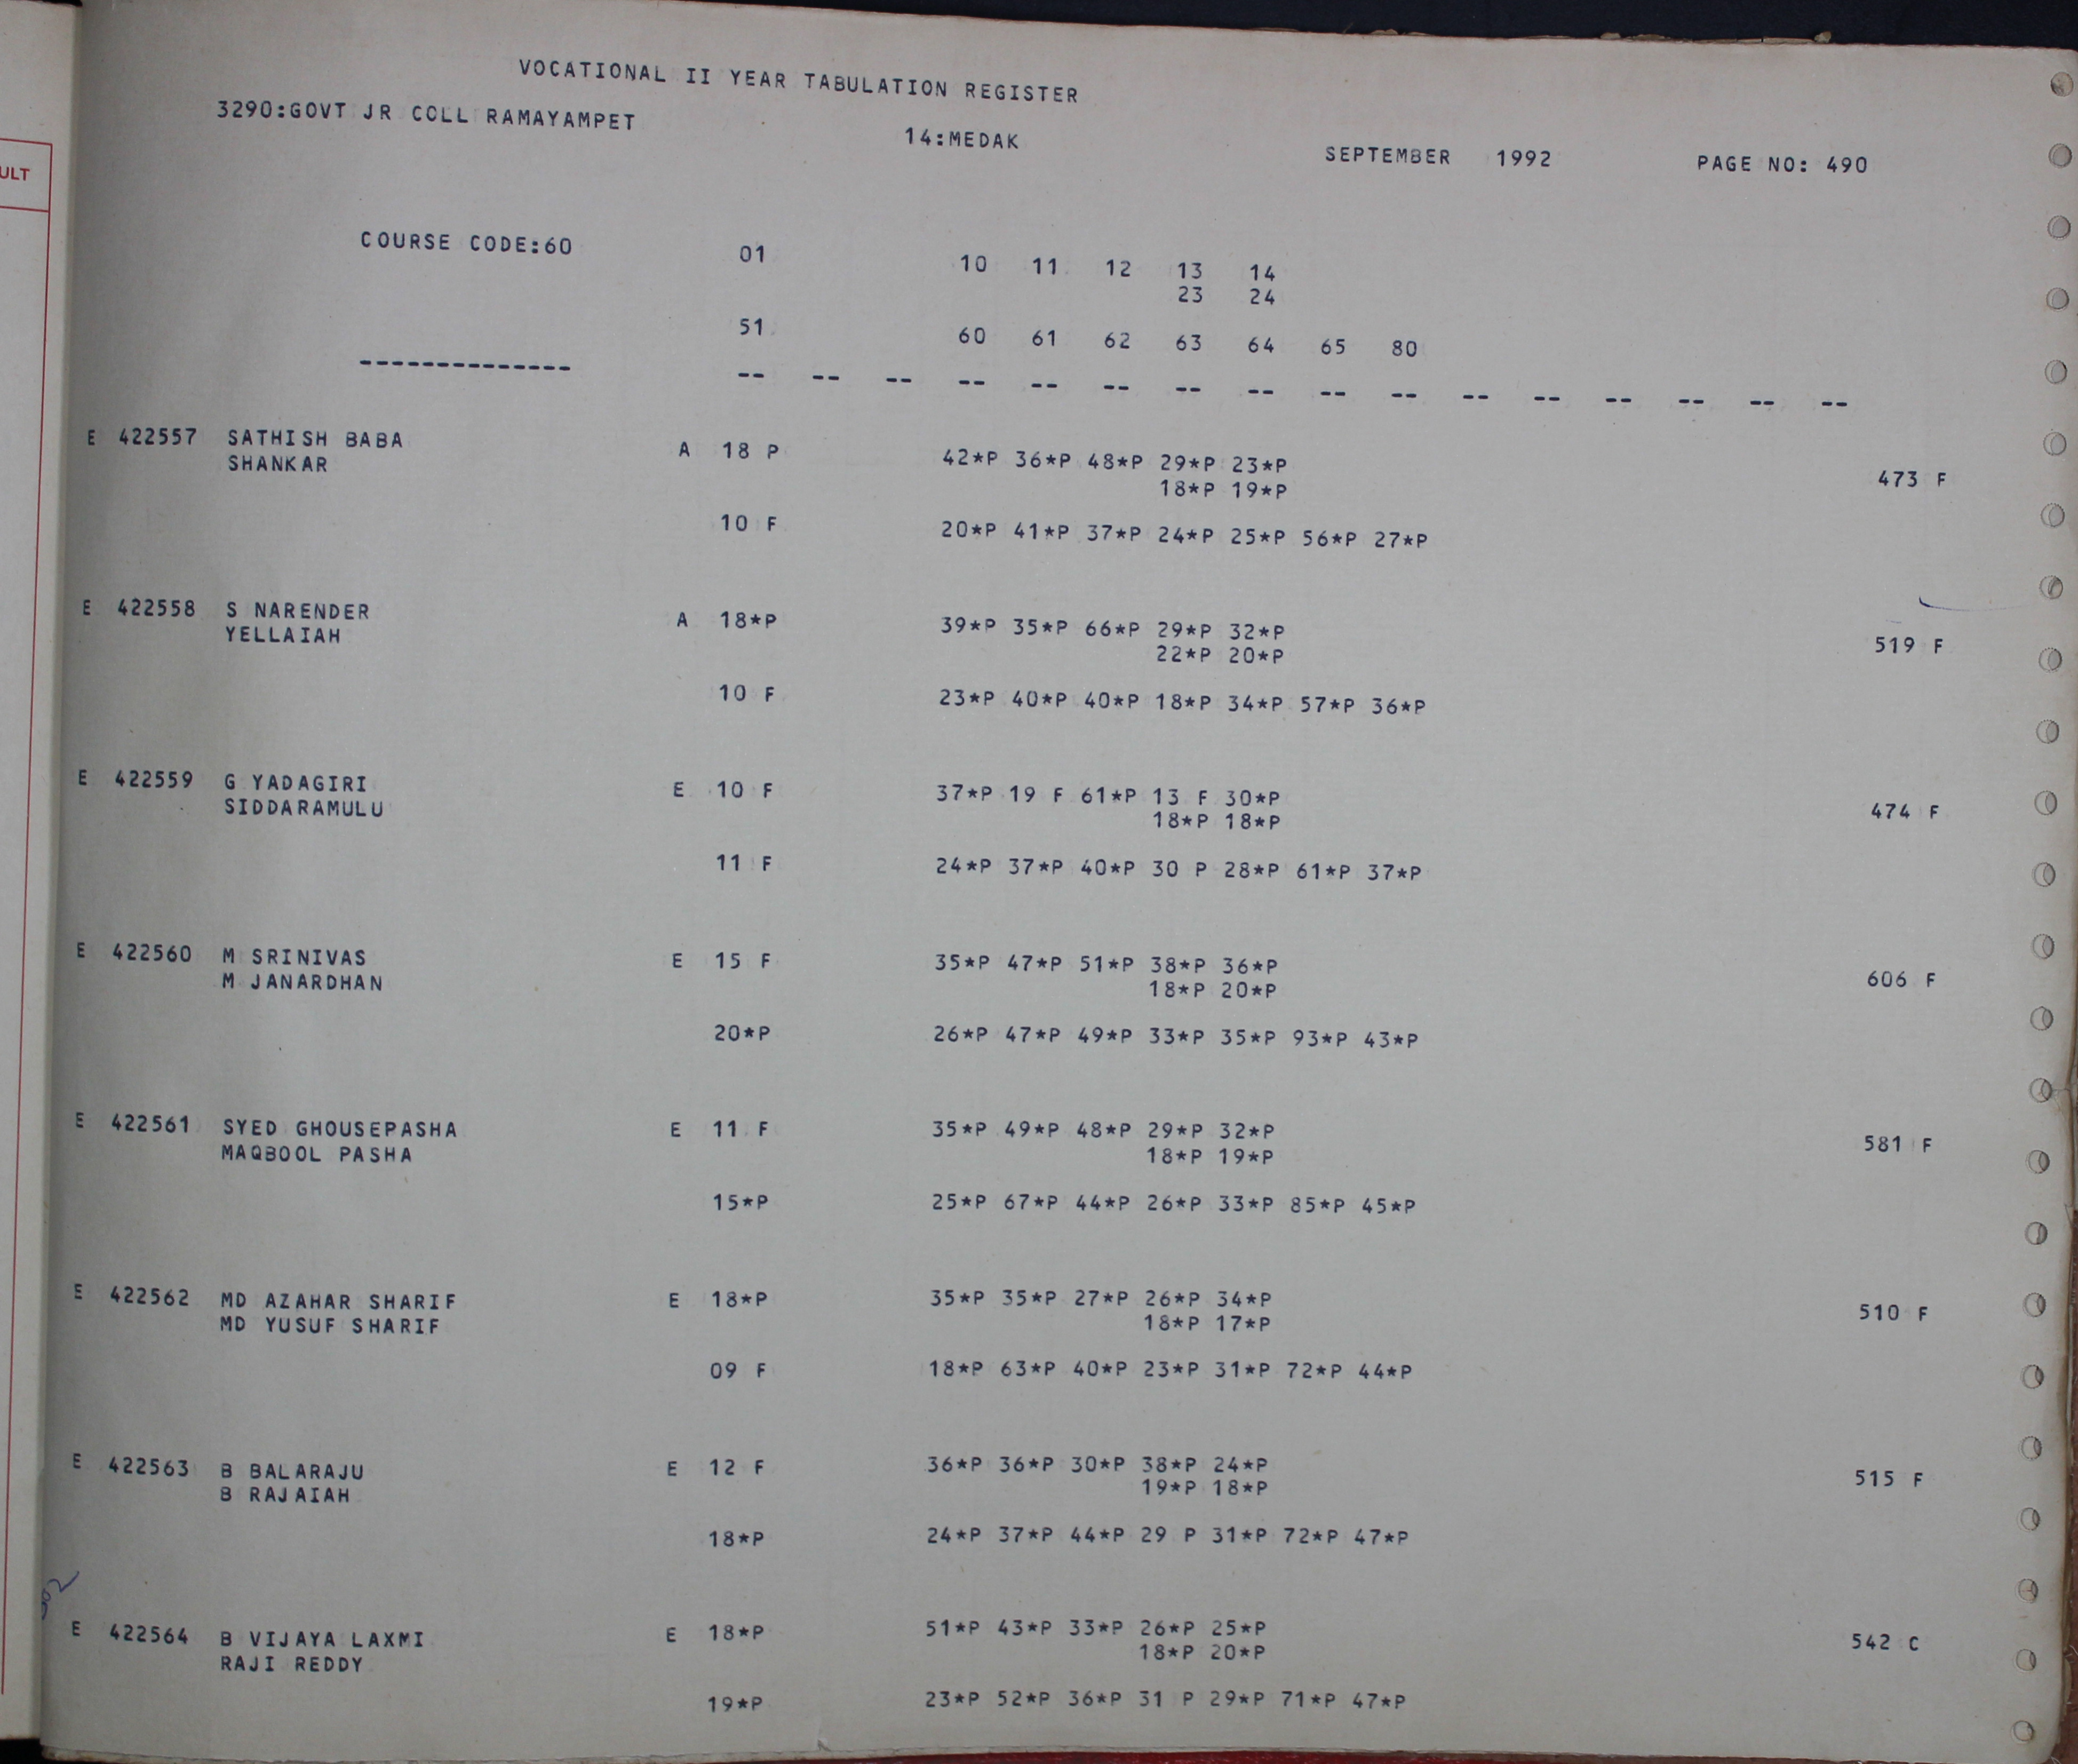 ULT
VOCATIONAL II YEAR TABULATION REGISTER
3290:GOVT JR COLL RAMAYAMPET 14:MEDAK SEPTEMBER 1992 PAGE NO: 490
COURSE CODE:60 01 10 11 12 13 14
23 24
51 60 61 62 63 64 65 80
-------------- -- -- -- -- -- -- -- -- -- -- -- -- -- -- -- --
E 422557 SATHISH BABA A 18 P 42*P 36*P 48*P 29*P 23*P 473 F
SHANKAR 18*P 19*P
10 F 20*P 41*P 37*P 24*P 25*P 56*P 27*P
E 422558 S NARENDER A 18*P 39*P 35*P 66*P 29*P 32*P 519 F
YELLAIAH 22*P 20*P
10 F 23*P 40*P 40*P 18*P 34*P 57*P 36*P
E 422559 G YADAGIRI E 10 F 37*P 19 F 61*P 13 F 30*P 474 F
SIDDARAMULU 18*P 18*P
11 F 24*P 37*P 40*P 30 P 28*P 61*P 37*P
E 422560 M SRINIVAS E 15 F 35*P 47*P 51*P 38*P 36*P 606 F
M JANARDHAN 18*P 20*P
20*P 26*P 47*P 49*P 33*P 35*P 93*P 43*P
E 422561 SYED GHOUSEPASHA E 11 F 35*P 49*P 48*P 29*P 32*P 581 F
MAQBOOL PASHA 18*P 19*P
15*P 25*P 67*P 44*P 26*P 33*P 85*P 45*P
E 422562 MD AZAHAR SHARIF E 18*P 35*P 35*P 27*P 26*P 34*P 510 F
MD YUSUF SHARIF 18*P 17*P
09 F 18*P 63*P 40*P 23*P 31*P 72*P 44*P
E 422563 B BALARAJU E 12 F 36*P 36*P 30*P 38*P 24*P 515 F
B RAJAIAH 19*P 18*P
18*P 24*P 37*P 44*P 29 P 31*P 72*P 47*P
E 422564 B VIJAYA LAXMI E 18*P 51*P 43*P 33*P 26*P 25*P 542 C
RAJI REDDY 18*P 20*P
19*P 23*P 52*P 36*P 31 P 29*P 71*P 47*P